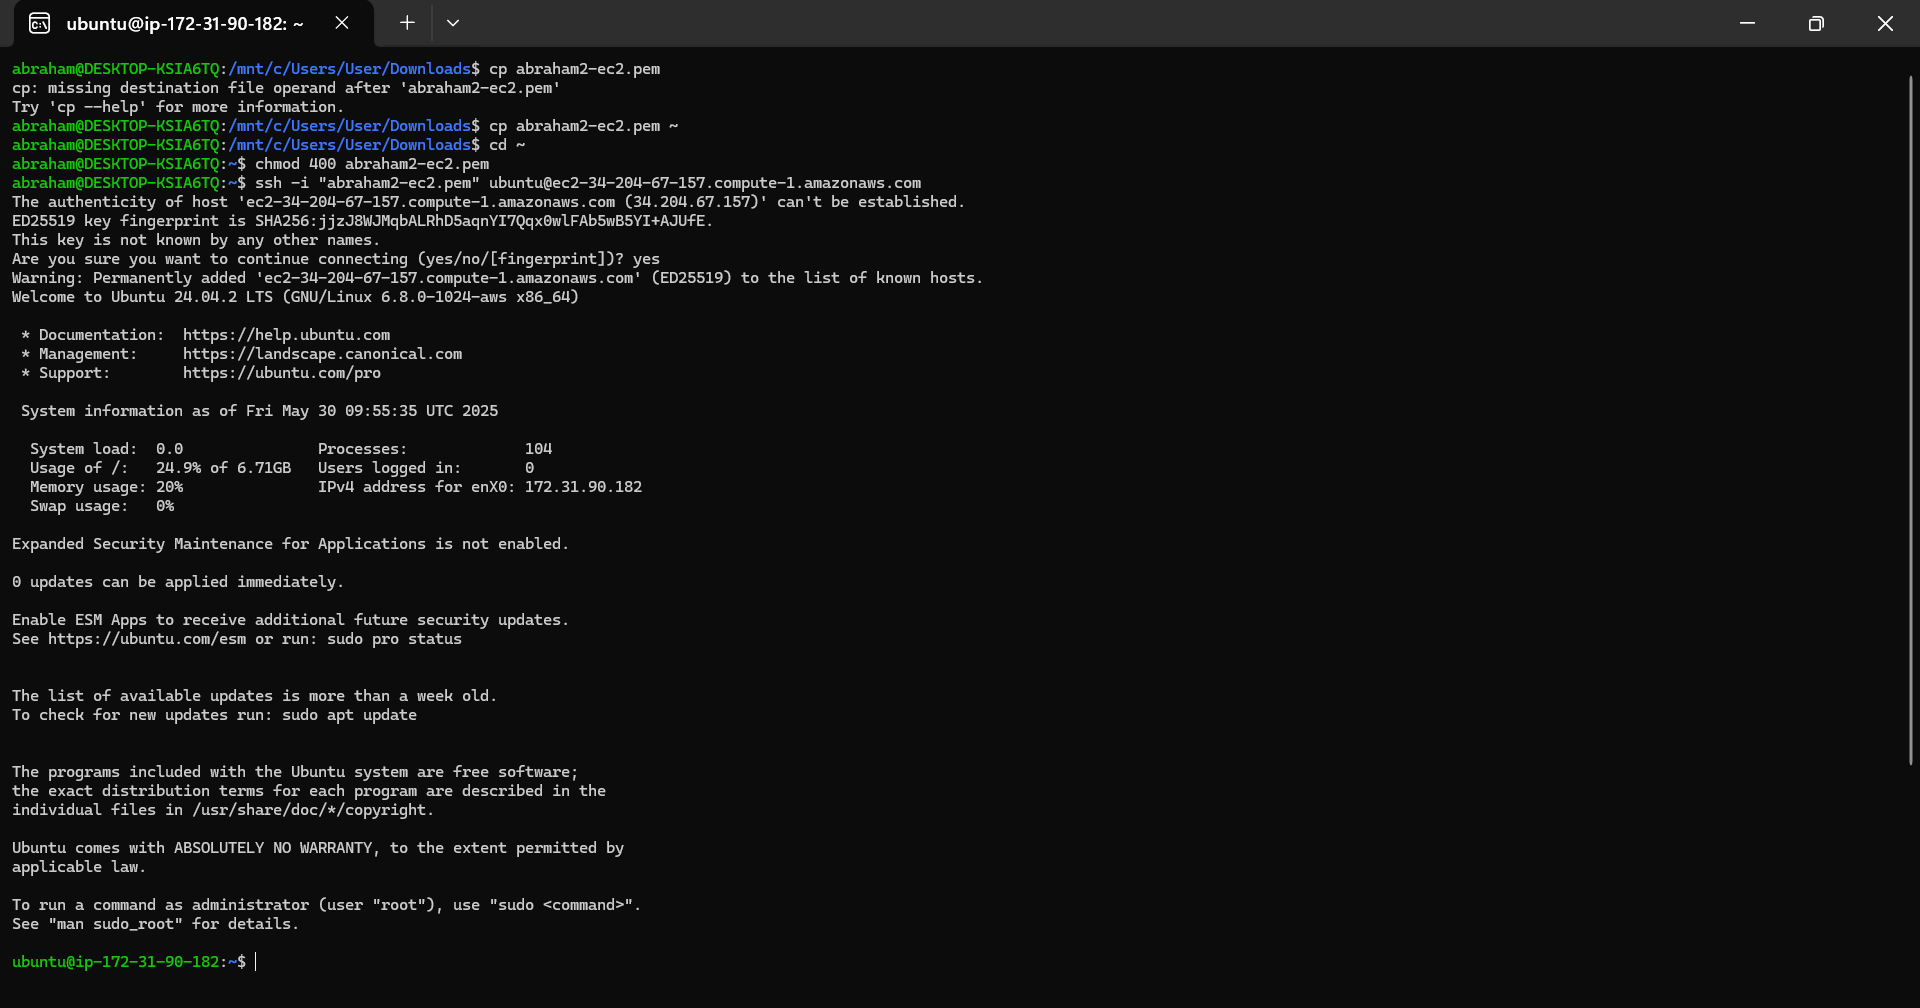 ubuntu@ip-172-31-90-182: ~
abraham@DESKTOP-KSIA6TQ:/mnt/c/Users/User/Downloads$ cp abraham2-ec2.pem
cp: missing destination file operand after 'abraham2-ec2.pem'
Try 'cp --help' for more information.
abraham@DESKTOP-KSIA6TQ:/mnt/c/Users/User/Downloads$ cp abraham2-ec2.pem ~
abraham@DESKTOP-KSIA6TQ:/mnt/c/Users/User/Downloads$ cd ~
abraham@DESKTOP-KSIA6TQ:~$ chmod 400 abraham2-ec2.pem
abraham@DESKTOP-KSIA6TQ:~$ ssh -i "abraham2-ec2.pem" ubuntu@ec2-34-204-67-157.compute-1.amazonaws.com
The authenticity of host 'ec2-34-204-67-157.compute-1.amazonaws.com (34.204.67.157)' can't be established.
ED25519 key fingerprint is SHA256:jjzJ8WJMqbALRhD5aqnYI7Qqx0wlFAb5wB5YI+AJUfE.
This key is not known by any other names.
Are you sure you want to continue connecting (yes/no/[fingerprint])? yes
Warning: Permanently added 'ec2-34-204-67-157.compute-1.amazonaws.com' (ED25519) to the list of known hosts.
Welcome to Ubuntu 24.04.2 LTS (GNU/Linux 6.8.0-1024-aws x86_64)
* Documentation:  https://help.ubuntu.com
* Management:     https://landscape.canonical.com
* Support:        https://ubuntu.com/pro
System information as of Fri May 30 09:55:35 UTC 2025
System load:  0.0               Processes:             104
Usage of /:   24.9% of 6.71GB   Users logged in:       0
Memory usage: 20%               IPv4 address for enX0: 172.31.90.182
Swap usage:   0%
Expanded Security Maintenance for Applications is not enabled.
0 updates can be applied immediately.
Enable ESM Apps to receive additional future security updates.
See https://ubuntu.com/esm or run: sudo pro status
The list of available updates is more than a week old.
To check for new updates run: sudo apt update
The programs included with the Ubuntu system are free software;
the exact distribution terms for each program are described in the
individual files in /usr/share/doc/*/copyright.
Ubuntu comes with ABSOLUTELY NO WARRANTY, to the extent permitted by
applicable law.
To run a command as administrator (user "root"), use "sudo <command>".
See "man sudo_root" for details.
ubuntu@ip-172-31-90-182:~$